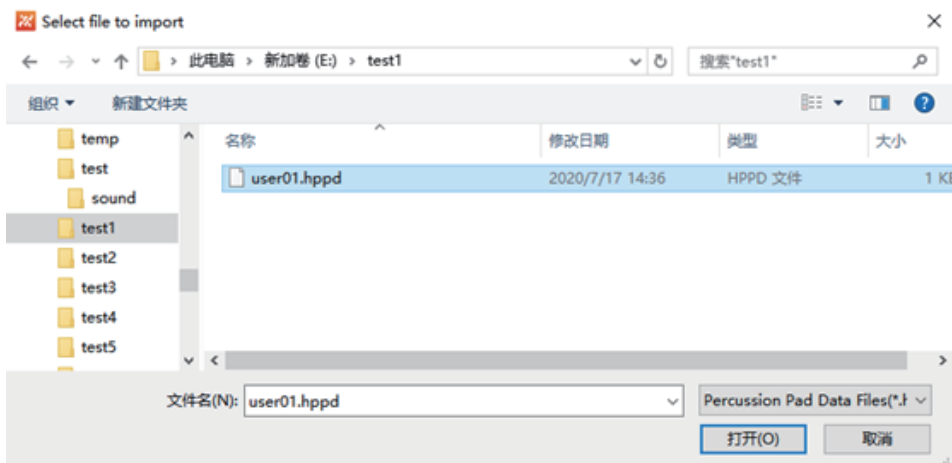 Select file to import
此电脑 > 新加卷 (E:) > test1
搜索"test1"
组织 新建文件夹
temp
test
sound
test1
test2
test3
test4
test5
名称 修改日期 类型 大小
user01.hppd 2020/7/17 14:36 HPPD 文件 1 KE
文件名(N): user01.hppd
Percussion Pad Data Files(*.h
打开(O) 取消